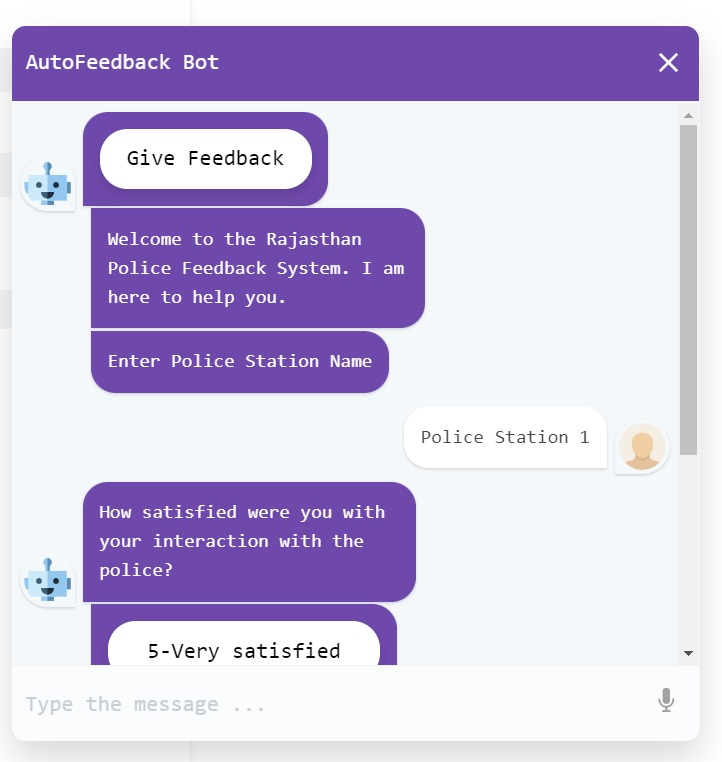 AutoFeedback Bot
Give Feedback
Welcome to the Rajasthan
Police Feedback System. I am
here to help you.
Enter Police Station Name
Police Station 1
How satisfied were you with
your interaction with the
police?
5-Very satisfied
Type the message ...